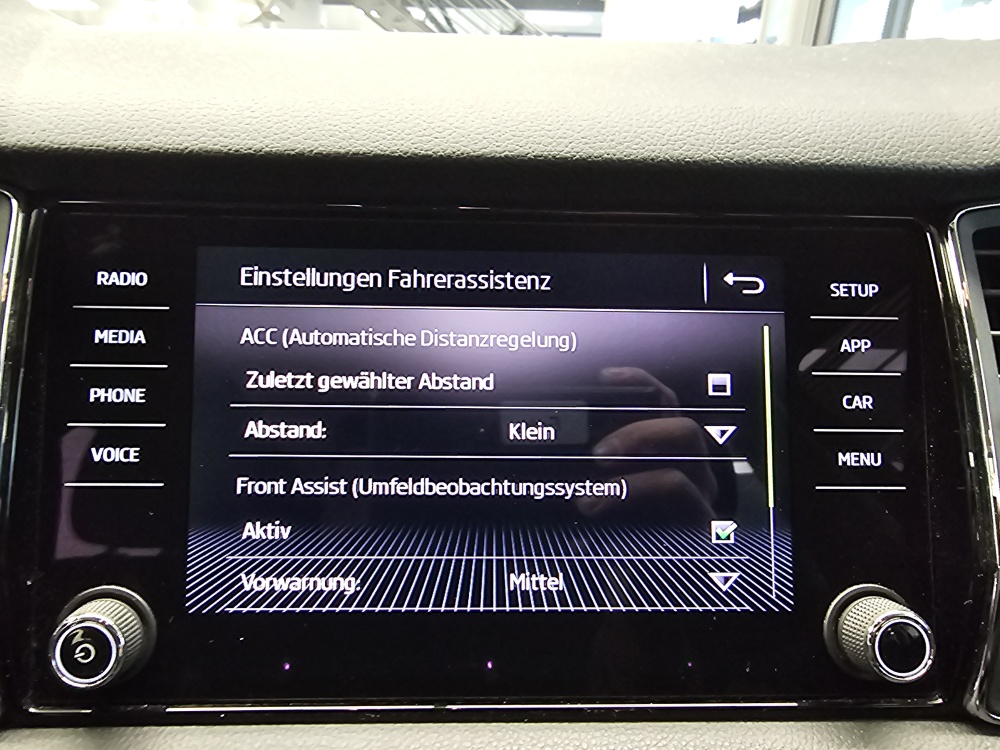 Einstellungen Fahrerassistenz
RADIO
MEDIA
PHONE
VOICE
ACC (Automatische Distanzregelung)
Zuletzt gewählter Abstand
Abstand: Klein
Front Assist (Umfeldbeobachtungssystem)
Aktiv
Vorwarnung: Mittel
SETUP
APP
CAR
MENU